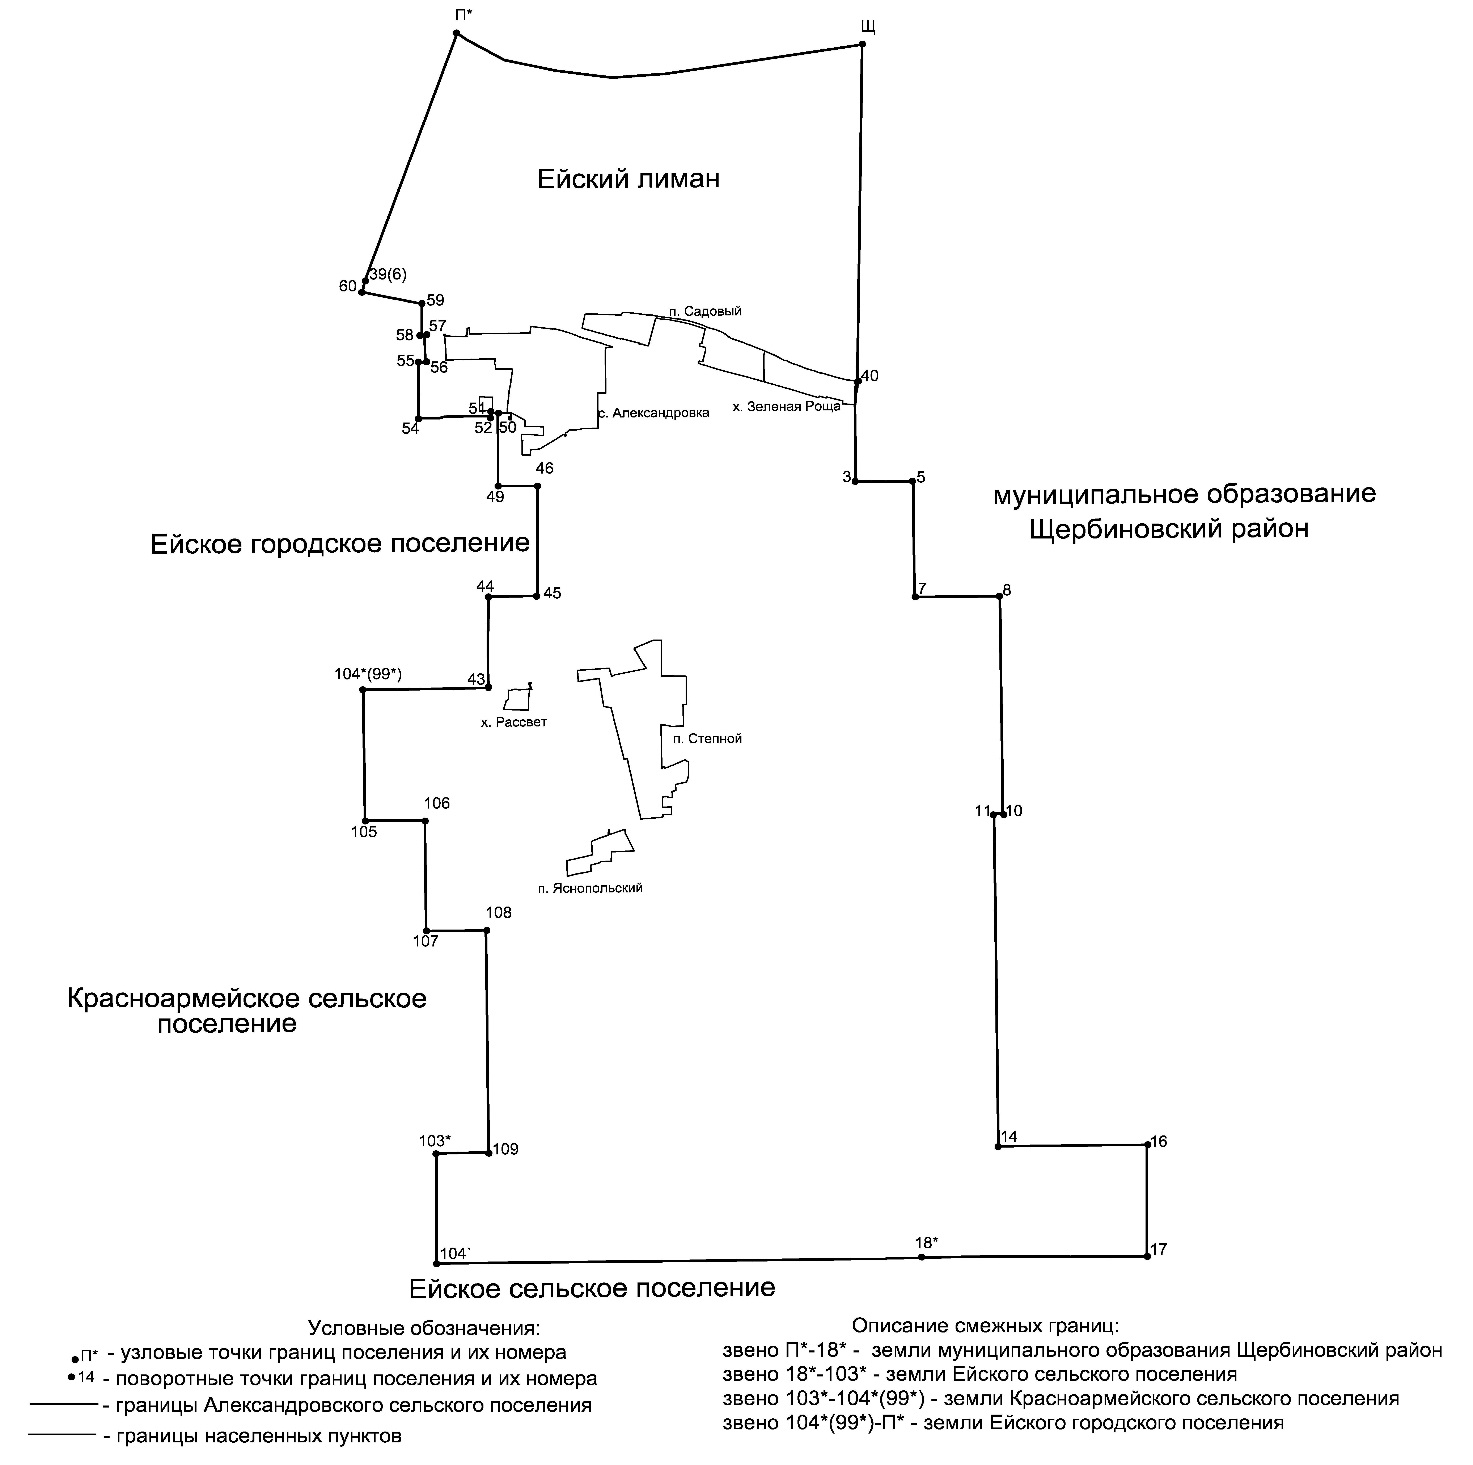 П*
Щ
Ейский лиман
39(6)
60
59
57
58
55
56
п. Садовый
40
51
с. Александровка
х. Зеленая Роща
54
52
50
46
49
3
5
муниципальное образование
Щербиновский район
Ейское городское поселение
44
45
7
8
104*(99*)
43
х. Рассвет
п. Степной
106
105
11
10
п. Яснопольский
108
107
Красноармейское сельское
поселение
103*
109
14
16
104*
18*
17
Ейское сельское поселение
Условные обозначения:
П* - узловые точки границ поселения и их номера
14 - поворотные точки границ поселения и их номера
- границы Александровского сельского поселения
- границы населенных пунктов
Описание смежных границ:
звено П*-18* - земли муниципального образования Щербиновский район
звено 18*-103* - земли Ейского сельского поселения
звено 103*-104*(99*) - земли Красноармейского сельского поселения
звено 104*(99*)-П* - земли Ейского городского поселения